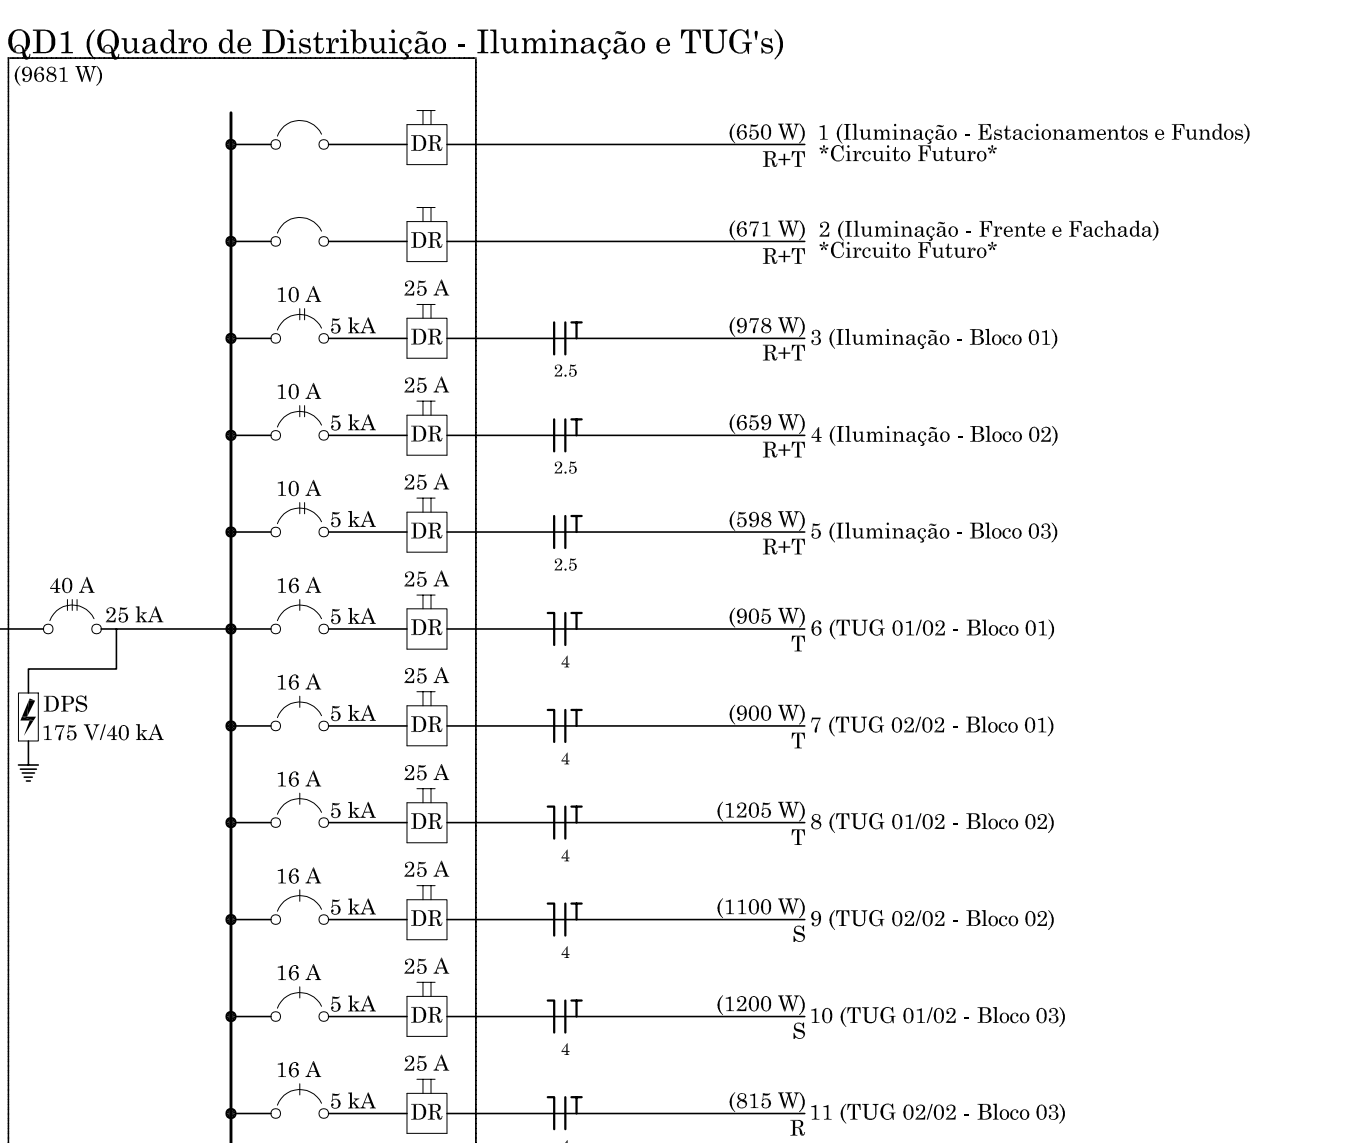 QD1 (Quadro de Distribuição - Iluminação e TUG's)
(9681 W)
DR
(650 W) 1 (Iluminação - Estacionamentos e Fundos)
R+T *Circuito Futuro*
DR
(671 W) 2 (Iluminação - Frente e Fachada)
R+T *Circuito Futuro*
10 A 25 A
5 kA DR (978 W) 3 (Iluminação - Bloco 01)
R+T
2.5
10 A 25 A
5 kA DR (659 W) 4 (Iluminação - Bloco 02)
R+T
2.5
10 A 25 A
5 kA DR (598 W) 5 (Iluminação - Bloco 03)
R+T
2.5
40 A
25 kA
DPS
175 V/40 kA
16 A 25 A
5 kA DR (905 W) 6 (TUG 01/02 - Bloco 01)
T
4
16 A 25 A
5 kA DR (900 W) 7 (TUG 02/02 - Bloco 01)
T
4
16 A 25 A
5 kA DR (1205 W) 8 (TUG 01/02 - Bloco 02)
T
4
16 A 25 A
5 kA DR (1100 W) 9 (TUG 02/02 - Bloco 02)
S
4
16 A 25 A
5 kA DR (1200 W) 10 (TUG 01/02 - Bloco 03)
S
4
16 A 25 A
5 kA DR (815 W) 11 (TUG 02/02 - Bloco 03)
R